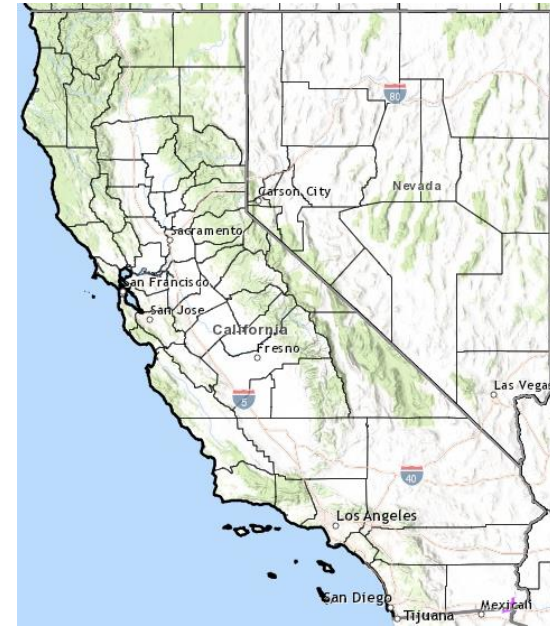 80
Nevada
Carson City
Sacramento
San Francisco
San Jose
California
Fresno
Las Vegas
5
40
Los Angeles
San Diego
Tijuana
Mexicali